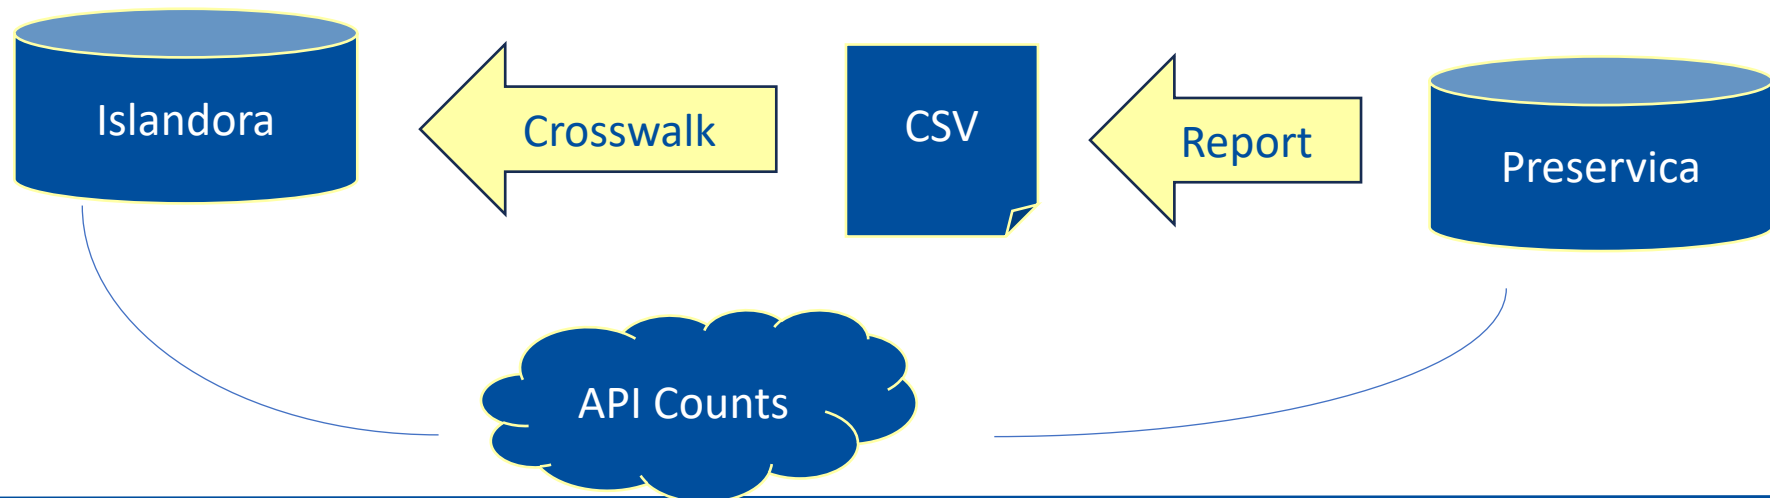 Islandora
Crosswalk
CSV
Report
Preservica
API Counts